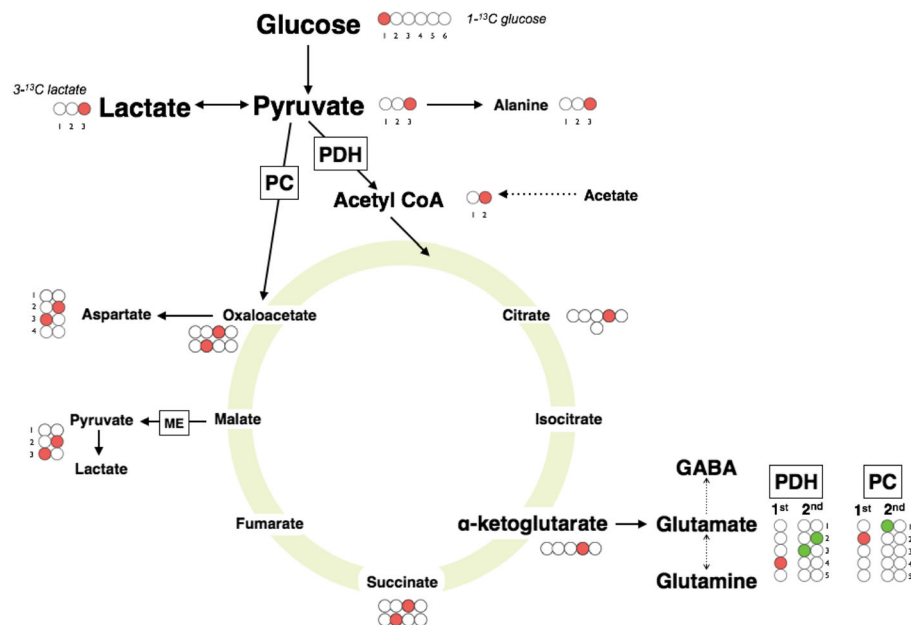 Glucose
1-¹³C glucose
1 2 3 4 5 6
3-¹³C lactate
Lactate
1 2 3
Pyruvate
1 2 3
Alanine
1 2 3
PDH
PC
Acetyl CoA
1 2
Acetate
1
2
3
4
Aspartate
Oxaloacetate
Citrate
1
2
3
Pyruvate
ME
Malate
Isocitrate
Lactate
GABA
PDH
PC
1st 2nd
1st 2nd
Fumarate
α-ketoglutarate
Glutamate
1
2
3
4
5
1
2
3
4
5
Succinate
Glutamine